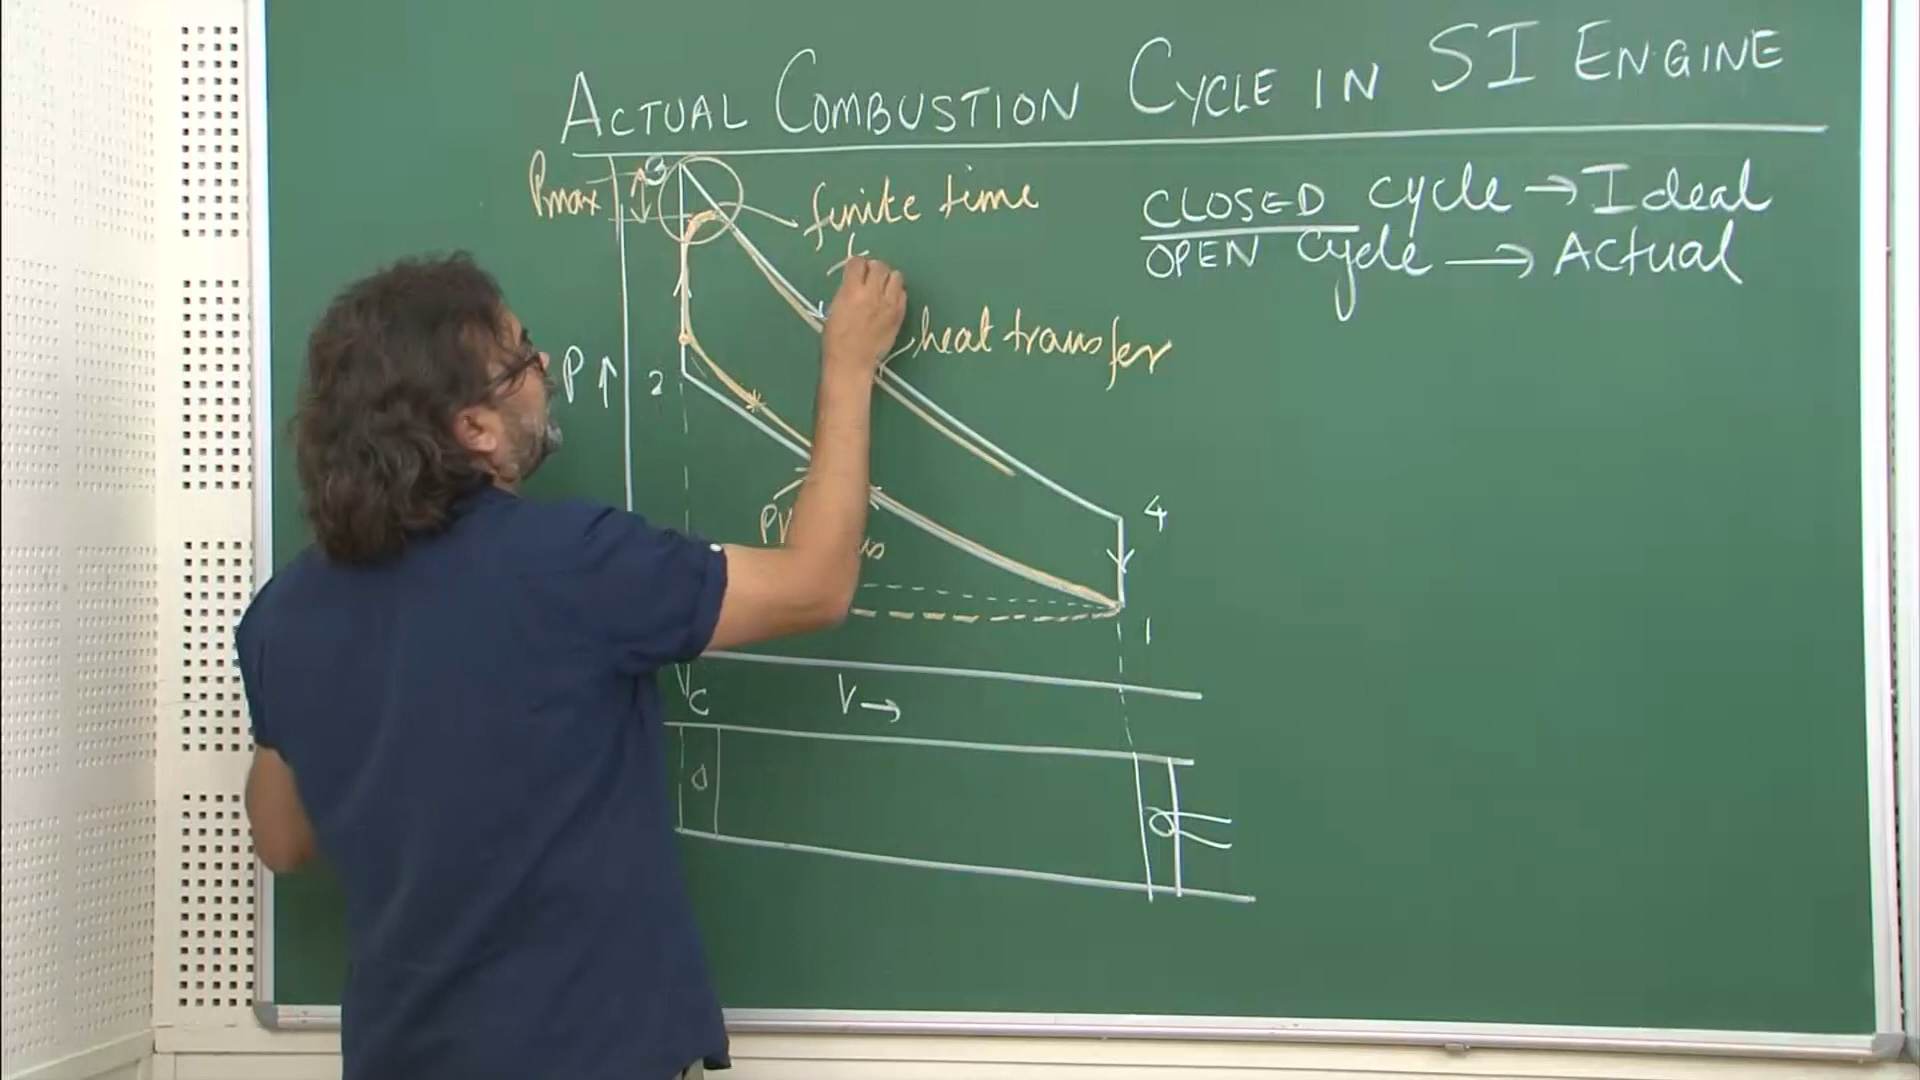 ACTUAL COMBUSTION CYCLE IN SI ENGINE
Pmax
3
finite time
CLOSED cycle → Ideal
OPEN cycle → Actual
heat transfer
P ↑
2
4
1
VC
V →